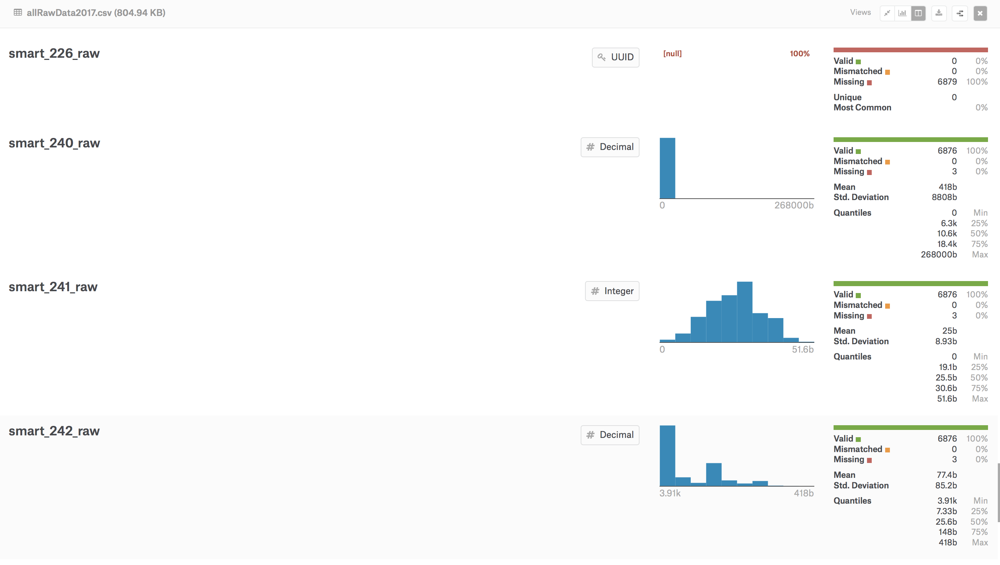 allRawData2017.csv (804.94 KB)
Views
smart_226_raw
UUID
[null] 100%
Valid 0 0%
Mismatched 0 0%
Missing 6879 100%
Unique 0
Most Common 0%
smart_240_raw
# Decimal
0 268000b
Valid 6876 100%
Mismatched 0 0%
Missing 3 0%
Mean 418b
Std. Deviation 8808b
Quantiles 0 Min
6.3k 25%
10.6k 50%
18.4k 75%
268000b Max
smart_241_raw
# Integer
0 51.6b
Valid 6876 100%
Mismatched 0 0%
Missing 3 0%
Mean 25b
Std. Deviation 8.93b
Quantiles 0 Min
19.1b 25%
25.5b 50%
30.6b 75%
51.6b Max
smart_242_raw
# Decimal
3.91k 418b
Valid 6876 100%
Mismatched 0 0%
Missing 3 0%
Mean 77.4b
Std. Deviation 85.2b
Quantiles 3.91k Min
7.33b 25%
25.6b 50%
148b 75%
418b Max